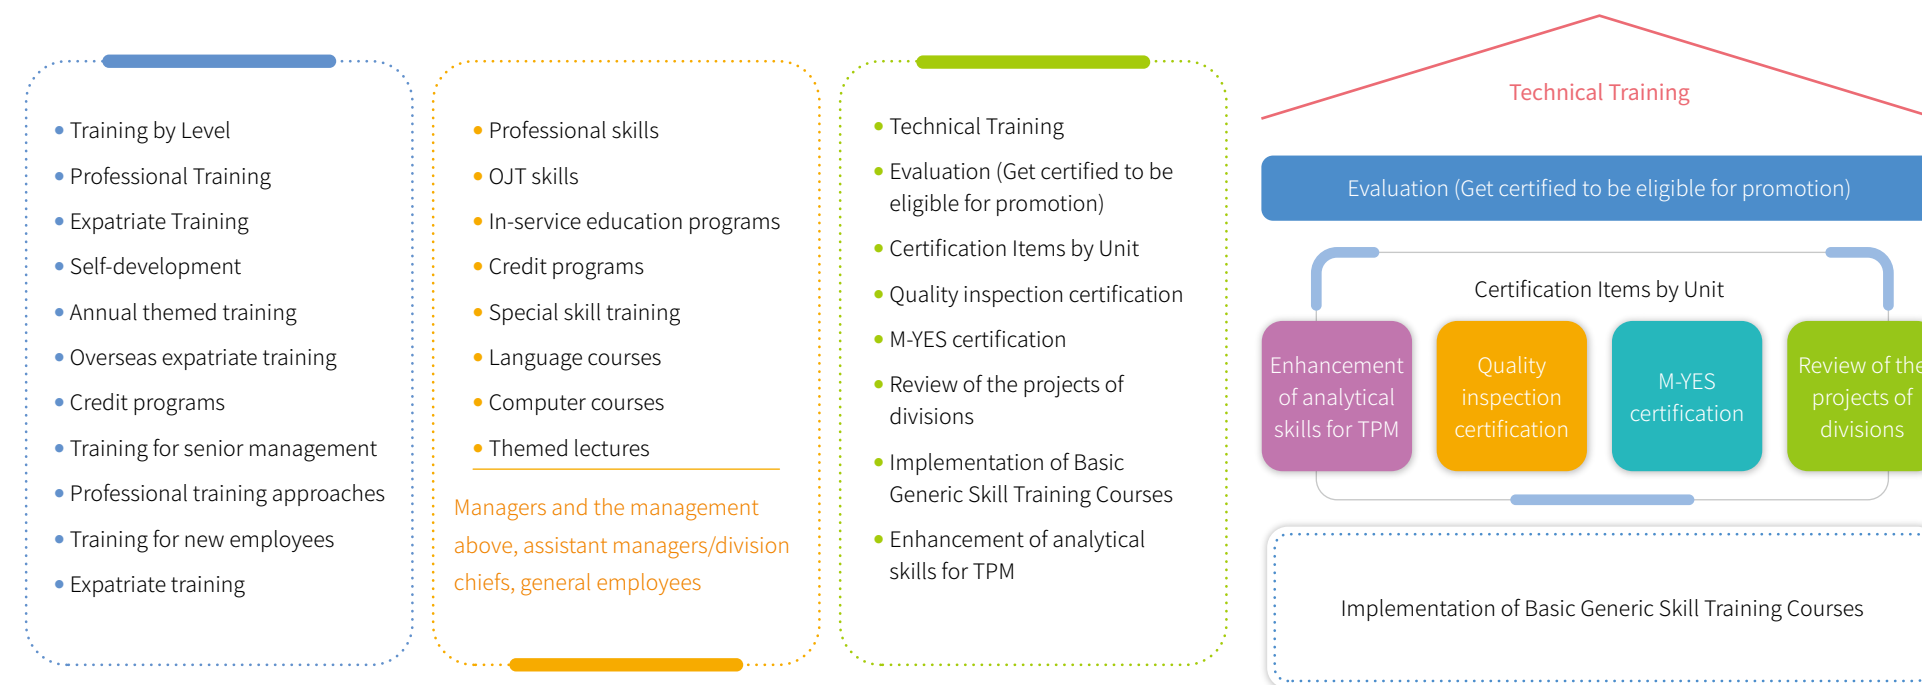 Training by Level
Professional Training
Expatriate Training
Self-development
Annual themed training
Overseas expatriate training
Credit programs
Training for senior management
Professional training approaches
Training for new employees
Expatriate training
Professional skills
OJT skills
In-service education programs
Credit programs
Special skill training
Language courses
Computer courses
Themed lectures
Managers and the management
above, assistant managers/division
chiefs, general employees
Technical Training
Evaluation (Get certified to be
eligible for promotion)
Certification Items by Unit
Quality inspection certification
M-YES certification
Review of the projects of
divisions
Implementation of Basic
Generic Skill Training Courses
Enhancement of analytical
skills for TPM
Technical Training
Evaluation (Get certified to be eligible for promotion)
Certification Items by Unit
Enhancement
of analytical
skills for TPM
Quality
inspection
certification
M-YES
certification
Review of the
projects of
divisions
Implementation of Basic Generic Skill Training Courses